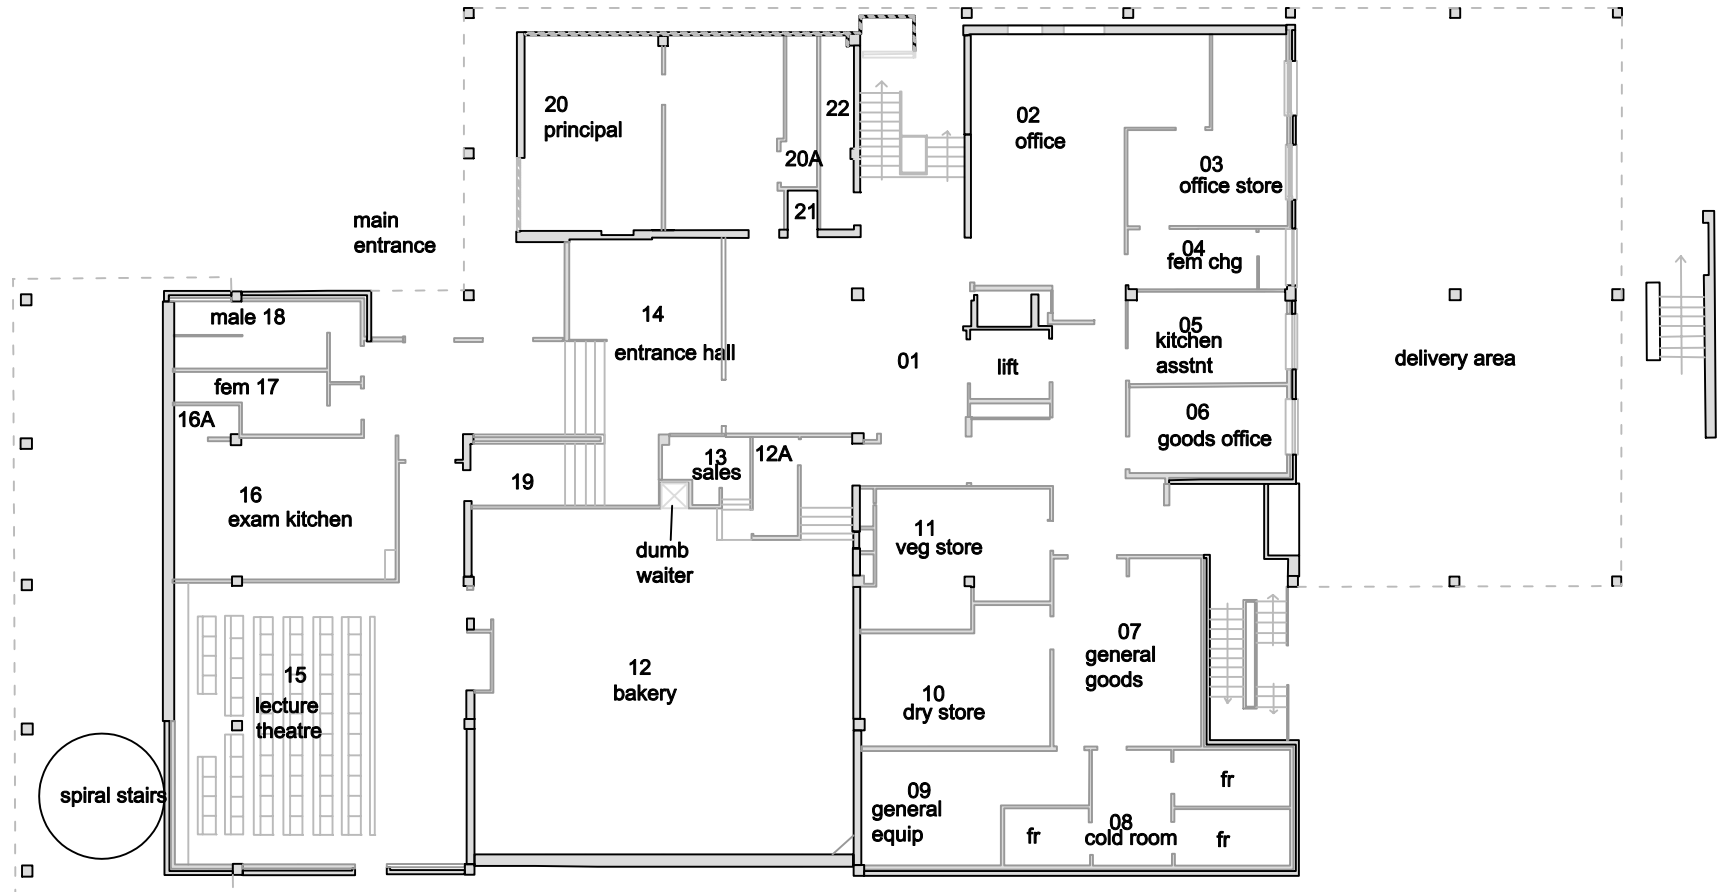 20
principal
22
20A
21
02
office
03
office store
04
fem chg
main
entrance
male 18
fem 17
16A
14
entrance hall
01
lift
05
kitchen
asstnt
06
goods office
delivery area
16
exam kitchen
19
13
sales
12A
dumb
waiter
11
veg store
15
lecture
theatre
12
bakery
10
dry store
07
general
goods
spiral stairs
09
general
equip
fr
08
cold room
fr
fr